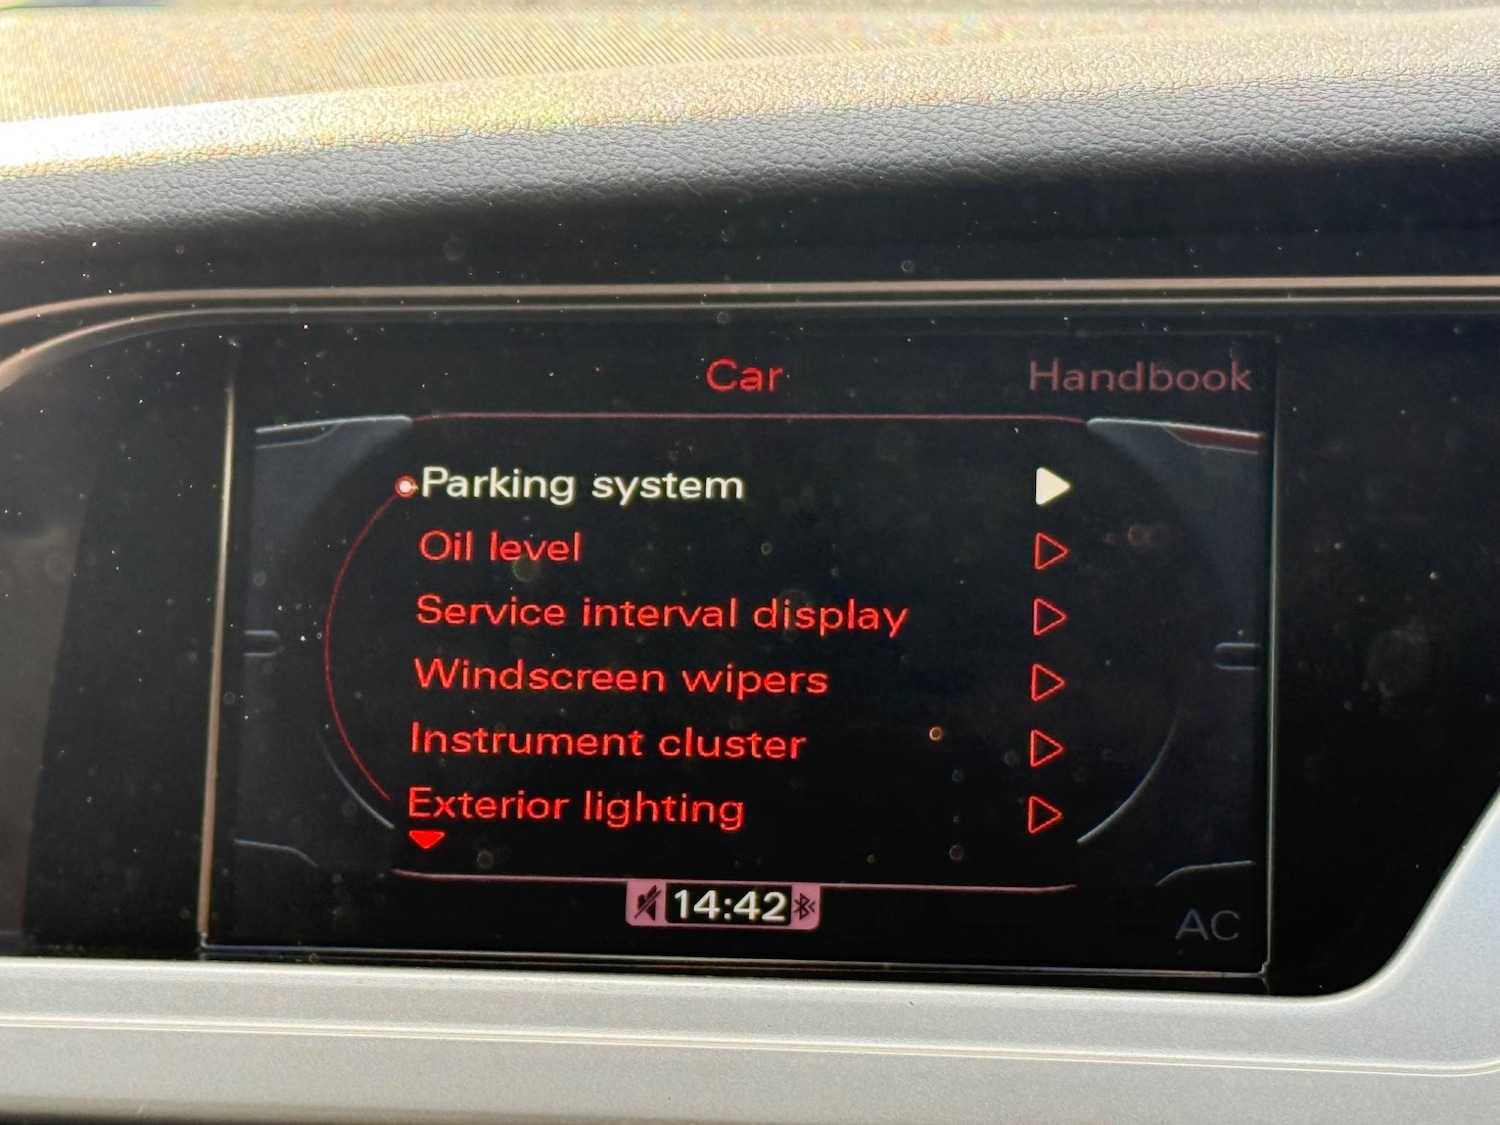 Car
Handbook
Parking system
Oil level
Service interval display
Windscreen wipers
Instrument cluster
Exterior lighting
14:42
AC